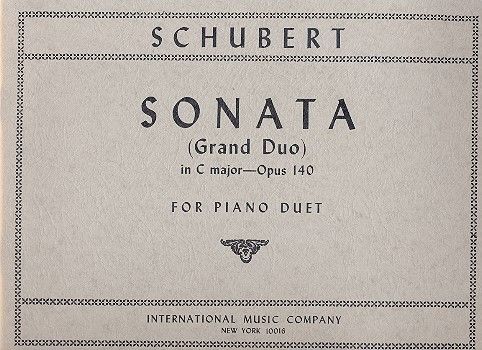 SCHUBERT
SONATA
(Grand Duo)
in C major—Opus 140
FOR PIANO DUET
INTERNATIONAL MUSIC COMPANY
NEW YORK 10016